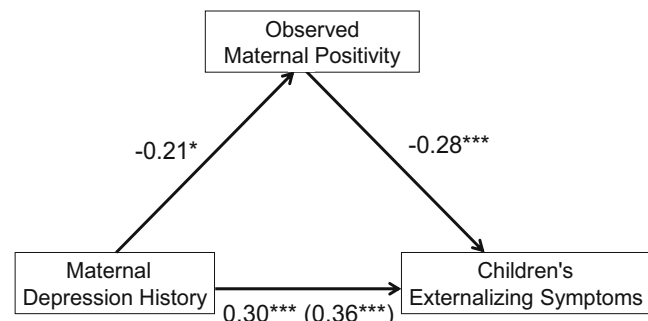 Observed
Maternal Positivity
-0.21*
-0.28***
Maternal
Depression History
Children's
Externalizing Symptoms
0.30*** (0.36***)